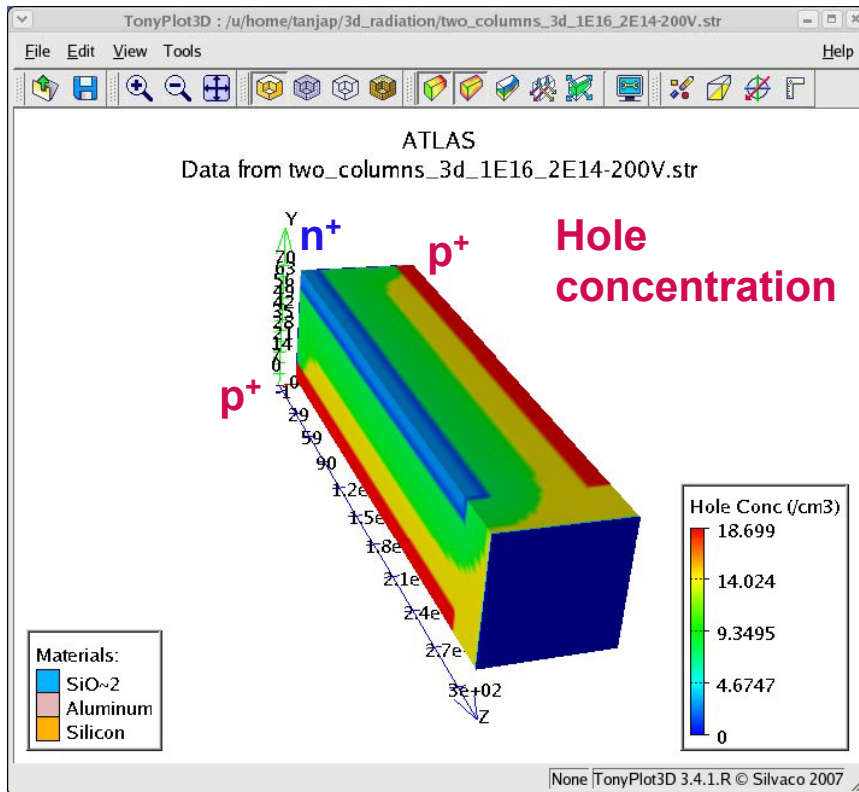 TonyPlot3D : /u/home/tanjap/3d_radiation/two_columns_3d_1E16_2E14-200V.str
File Edit View Tools Help
ATLAS
Data from two_columns_3d_1E16_2E14-200V.str
Y
n⁺
p⁺
Hole
concentration
70
63
56
49
42
35
28
21
14
7
0
-1
0
p⁺
29
59
90
1.2e
1.5e
1.8e
2.1e
2.4e
2.7e
3e+02
Z
Materials:
SiO~2
Aluminum
Silicon
Hole Conc (/cm3)
18.699
14.024
9.3495
4.6747
0
None TonyPlot3D 3.4.1.R © Silvaco 2007